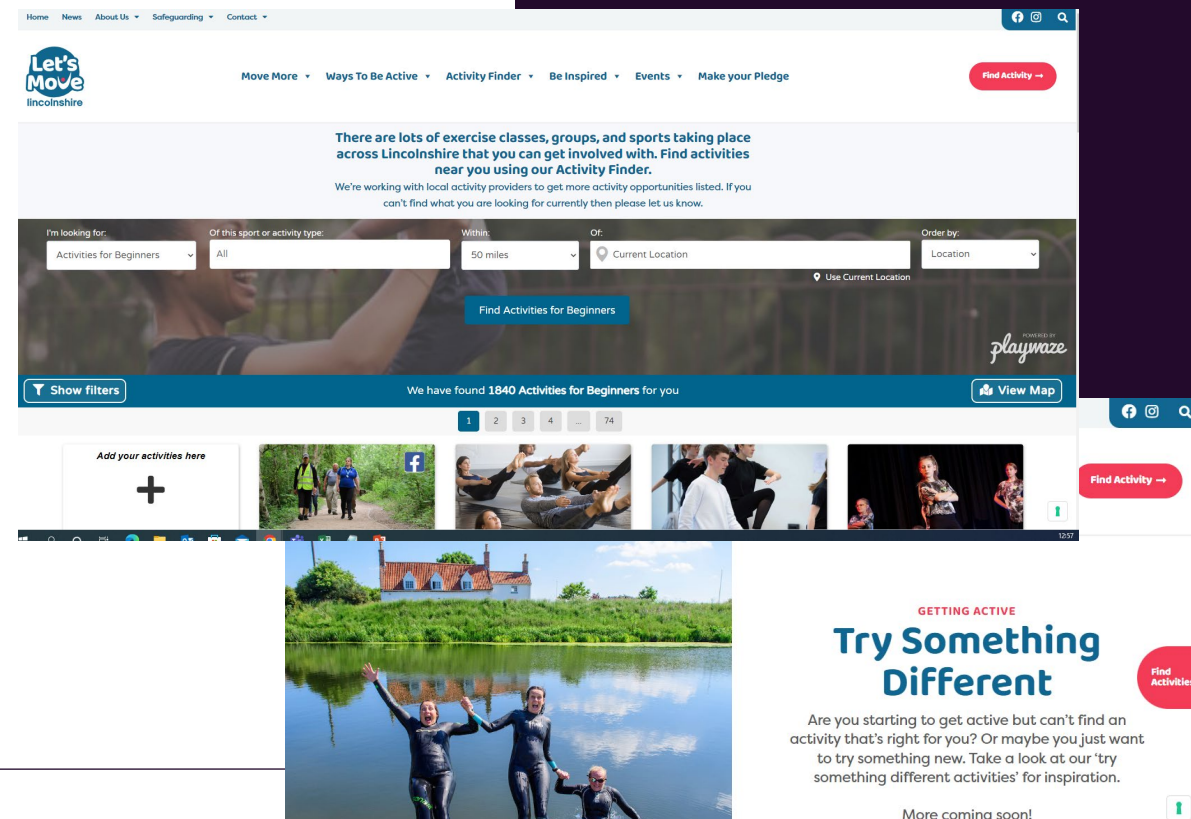 Home News About Us Safeguarding Contact
Let's
Move
lincolnshire
Move More Ways To Be Active Activity Finder Be Inspired Events Make your Pledge
Find Activity →
There are lots of exercise classes, groups, and sports taking place
across Lincolnshire that you can get involved with. Find activities
near you using our Activity Finder.
We're working with local activity providers to get more activity opportunities listed. If you
can't find what you are looking for currently then please let us know.
I'm looking for: Of this sport or activity type: Within: Of: Order by:
Activities for Beginners All 50 miles Current Location Location
Use Current Location
Find Activities for Beginners
POWERED BY
playwaze
Show filters We have found 1840 Activities for Beginners for you View Map
1 2 3 4 ... 74
Add your activities here
12:57
Find Activity →
GETTING ACTIVE
Try Something
Different
Find
Activities
Are you starting to get active but can't find an
activity that's right for you? Or maybe you just want
to try something new. Take a look at our 'try
something different activities' for inspiration.
More coming soon!